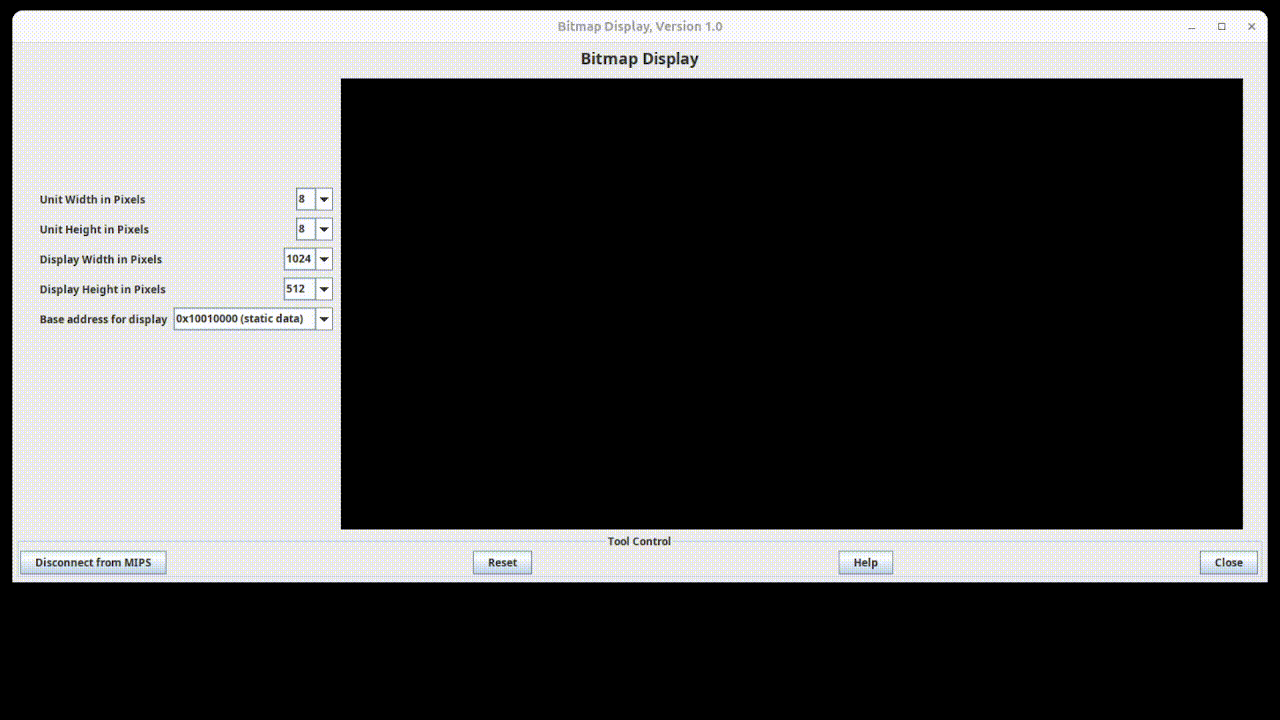 Bitmap Display, Version 1.0
Bitmap Display
Unit Width in Pixels 8
Unit Height in Pixels 8
Display Width in Pixels 1024
Display Height in Pixels 512
Base address for display 0x10010000 (static data)
Tool Control
Disconnect from MIPS Reset Help Close